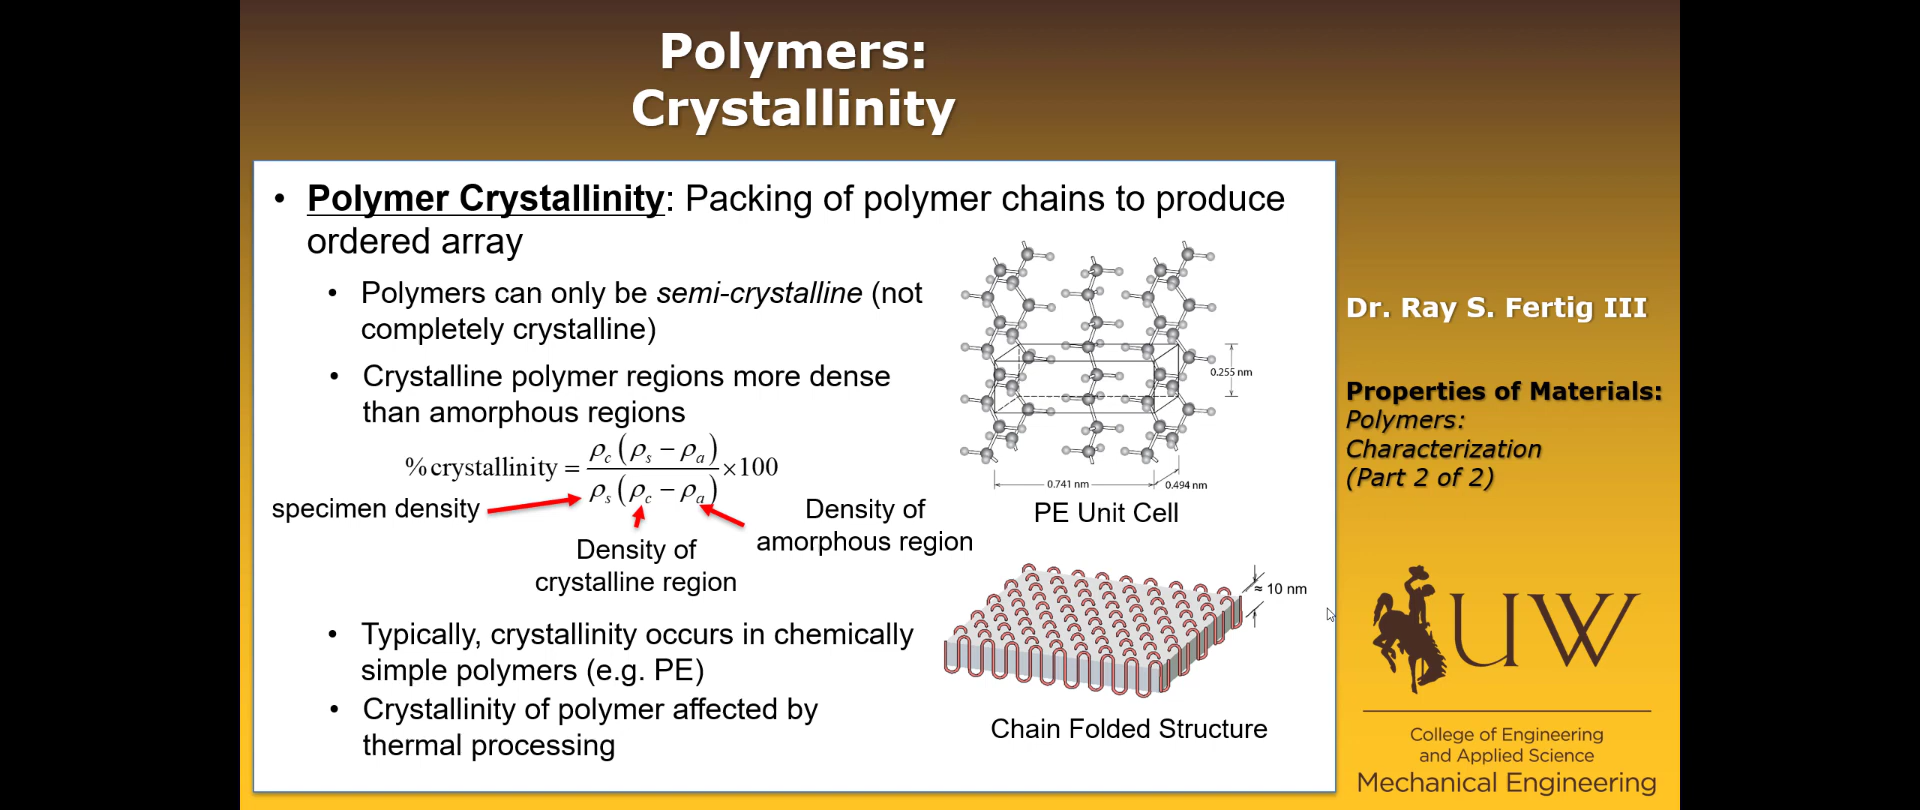 Polymers:
Crystallinity
• Polymer Crystallinity: Packing of polymer chains to produce
ordered array
• Polymers can only be semi-crystalline (not
completely crystalline)
• Crystalline polymer regions more dense
than amorphous regions
%crystallinity = ρc (ρs − ρa) / ρs (ρc − ρa) ×100
specimen density
Density of
crystalline region
Density of
amorphous region
• Typically, crystallinity occurs in chemically
simple polymers (e.g. PE)
• Crystallinity of polymer affected by
thermal processing
0.255 nm
0.741 nm
0.494 nm
PE Unit Cell
≈ 10 nm
Chain Folded Structure
Dr. Ray S. Fertig III
Properties of Materials:
Polymers:
Characterization
(Part 2 of 2)
UW
College of Engineering
and Applied Science
Mechanical Engineering